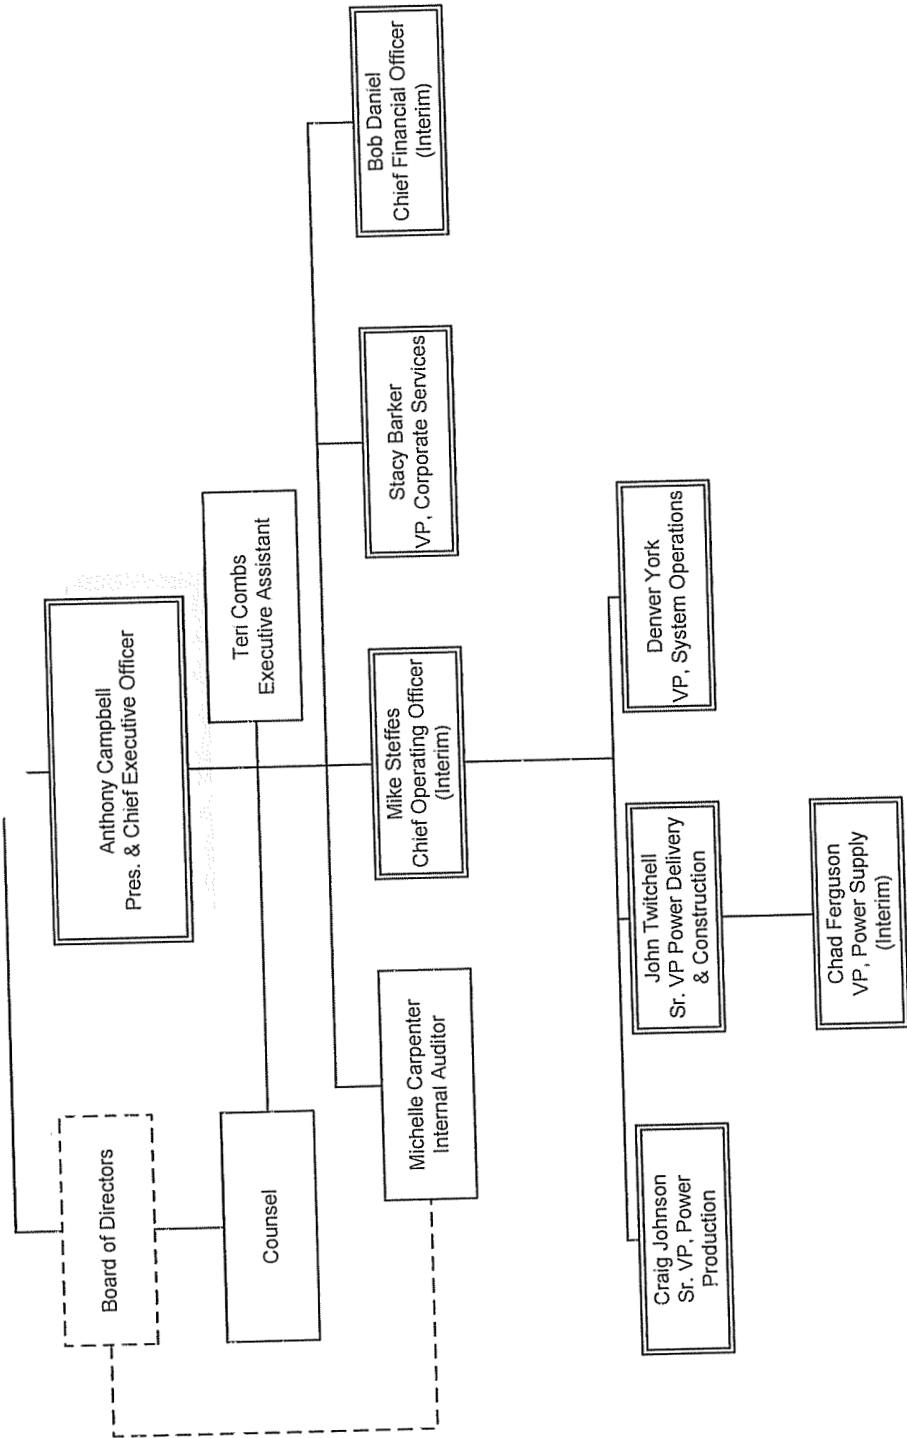 Board of Directors
Anthony Campbell
Pres. & Chief Executive Officer
Counsel
Teri Combs
Executive Assistant
Michelle Carpenter
Internal Auditor
Mike Steffes
Chief Operating Officer
(Interim)
Stacy Barker
VP, Corporate Services
Bob Daniel
Chief Financial Officer
(Interim)
Craig Johnson
Sr. VP, Power
Production
John Twitchell
Sr. VP Power Delivery
& Construction
Denver York
VP, System Operations
Chad Ferguson
VP, Power Supply
(Interim)